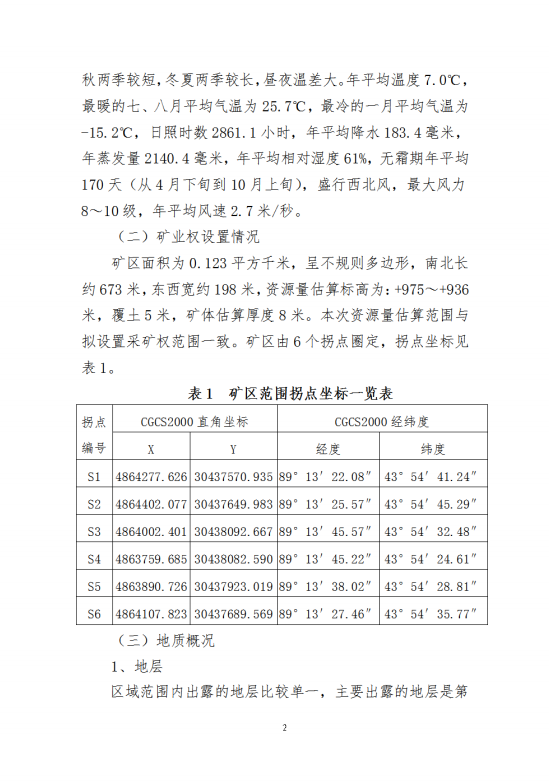 秋两季较短，冬夏两季较长，昼夜温差大。年平均温度 7.0℃，
最暖的七、八月平均气温为 25.7℃，最冷的一月平均气温为
-15.2℃，日照时数 2861.1 小时，年平均降水 183.4 毫米，
年蒸发量 2140.4 毫米，年平均相对湿度 61%，无霜期年平均
170 天（从 4 月下旬到 10 月上旬），盛行西北风，最大风力
8～10 级，年平均风速 2.7 米/秒。
（二）矿业权设置情况
矿区面积为 0.123 平方千米，呈不规则多边形，南北长
约 673 米，东西宽约 198 米，资源量估算标高为：+975～+936
米，覆土 5 米，矿体估算厚度 8 米。本次资源量估算范围与
拟设置采矿权范围一致。矿区由 6 个拐点圈定，拐点坐标见
表 1。
表 1 矿区范围拐点坐标一览表
拐点编号 CGCS2000 直角坐标 CGCS2000 经纬度
X Y 经度 纬度
S1 4864277.626 30437570.935 89° 13′ 22.08″ 43° 54′ 41.24″
S2 4864402.077 30437649.983 89° 13′ 25.57″ 43° 54′ 45.29″
S3 4864002.401 30438092.667 89° 13′ 45.57″ 43° 54′ 32.48″
S4 4863759.685 30438082.590 89° 13′ 45.22″ 43° 54′ 24.61″
S5 4863890.726 30437923.019 89° 13′ 38.02″ 43° 54′ 28.81″
S6 4864107.823 30437689.569 89° 13′ 27.46″ 43° 54′ 35.77″
（三）地质概况
1、地层
区域范围内出露的地层比较单一，主要出露的地层是第
2